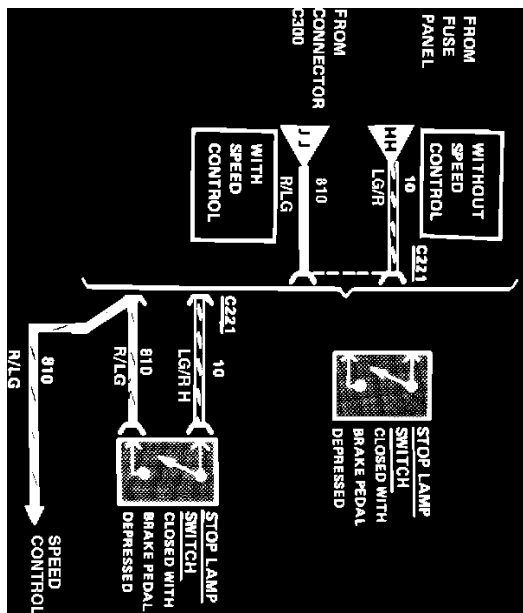 FROM
FUSE
PANEL
FROM
CONNECTOR
C300
WITHOUT
SPEED
CONTROL
HH
10
LG/R
JJ
810
R/LG
WITH
SPEED
CONTROL
C221
C221
10
LG/R H
810
R/LG
810
R/LG
STOP LAMP
SWITCH
CLOSED WITH
BRAKE PEDAL
DEPRESSED
STOP LAMP
SWITCH
CLOSED WITH
BRAKE PEDAL
DEPRESSED
SPEED
CONTROL